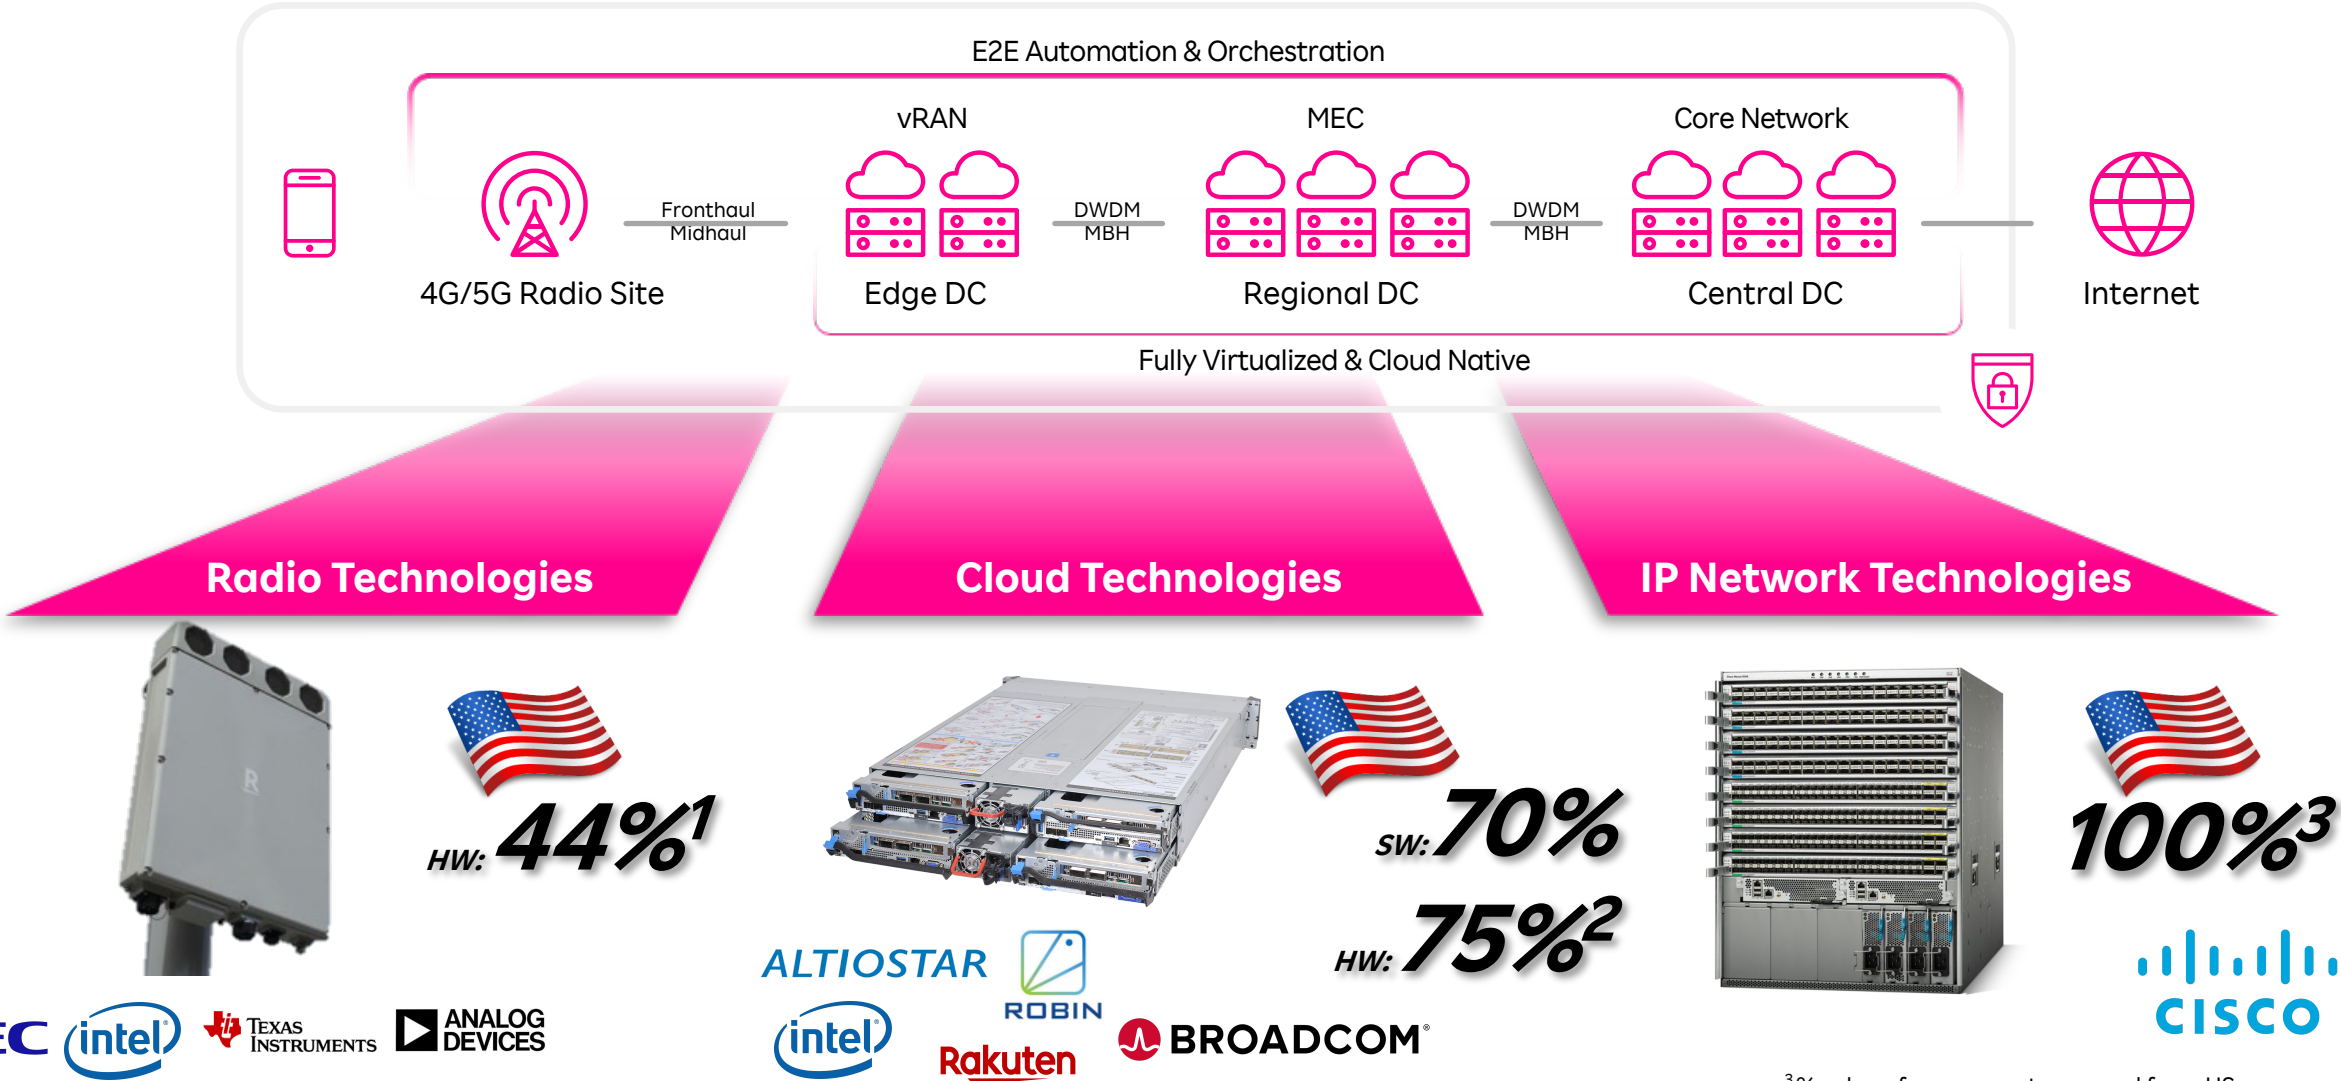 E2E Automation & Orchestration
vRAN
MEC
Core Network
Fronthaul
Midhaul
DWDM
MBH
DWDM
MBH
4G/5G Radio Site
Edge DC
Regional DC
Central DC
Internet
Fully Virtualized & Cloud Native
Radio Technologies
Cloud Technologies
IP Network Technologies
R
HW: 44%1
SW: 70%
HW: 75%2
100%3
ALTIOSTAR
ROBIN
EC
intel
TEXAS
INSTRUMENTS
ANALOG
DEVICES
intel
Rakuten
BROADCOM®
CISCO